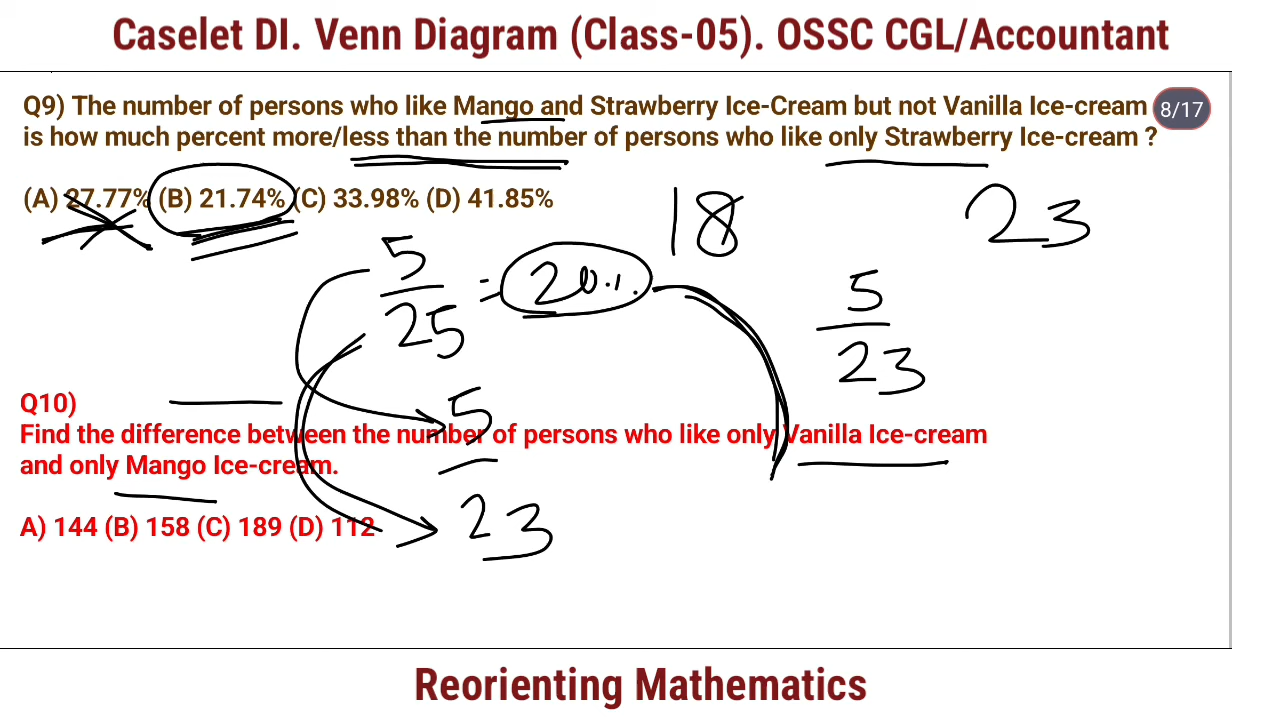 Caselet DI. Venn Diagram (Class-05). OSSC CGL/Accountant
Q9) The number of persons who like Mango and Strawberry Ice-Cream but not Vanilla Ice-cream
8/17
is how much percent more/less than the number of persons who like only Strawberry Ice-cream ?
(A) 27.77% (B) 21.74% (C) 33.98% (D) 41.85%
18
23
5
25
= 20%
5
23
Q10)
5
Find the difference between the number of persons who like only Vanilla Ice-cream
and only Mango Ice-cream.
A) 144 (B) 158 (C) 189 (D) 112
23
Reorienting Mathematics